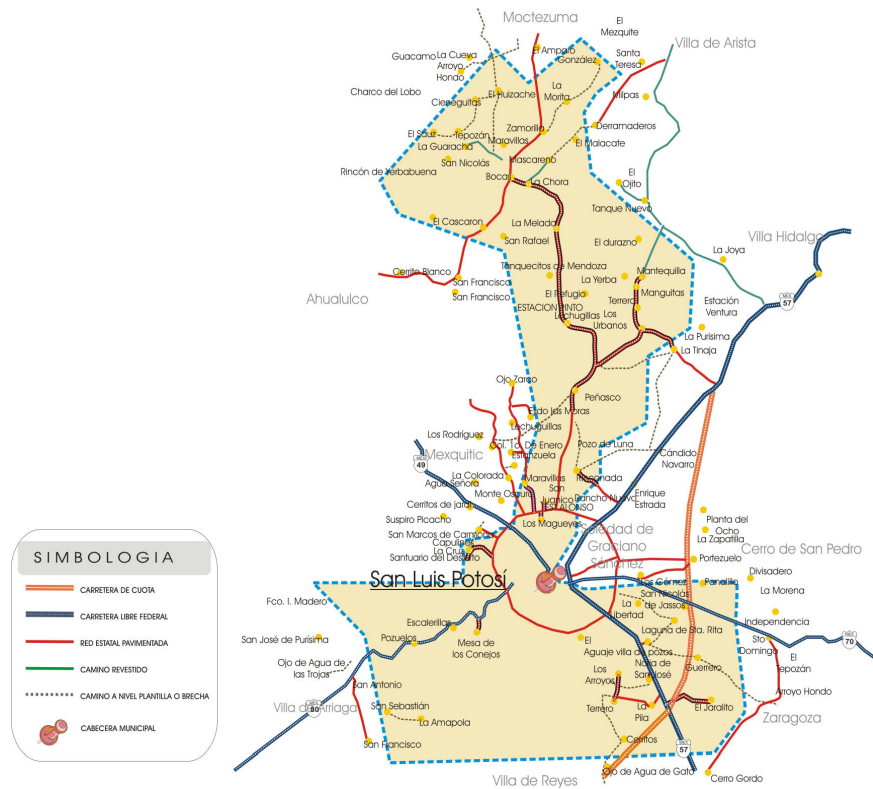 Moctezuma
El
Mezquite
Villa de Arista
El Amparo
González
Santa
Teresa
La Cueva
Guacamo
Arroyo
Hondo
Charco del Lobo
El Huizache
La
Morita
Milpas
Cieneguitas
El Sauz
Tepozán
Zamorilla
Derramaderos
La Guaracha
Maravillas
El Malacate
San Nicolás
Mascareno
Rincón de Yerbabuena
Bocas
La Chora
El
Ojito
Tanque Nuevo
El Cascaron
La Melada
San Rafael
El durazno
La Joya
Villa Hidalgo
Cerrite Blanco
San Francisca
San Francisco
Ahualulco
Tanquecitos de Mendoza
La Yerba
Mantequilla
El Refugio
Terrero
Manguitas
ESTACION PINTO
Lechugillas
Los
Urbanos
Estación
Ventura
57
La Purisima
La Tinaja
Ojo Zarco
Peñasco
Lechuguillas
Los Rodríguez
Col. 1o. De Enero
Estanzuela
Pozo de Luna
Cándido
Navarro
Mexquitic
49
La Colorada
Agua Señora
Maravillas
San
Juanico
Rinconada
Rancho Nuevo
Enrique
Estrada
Monte Oscuro
Cerritos de jaral
Suspiro Picacho
Los Magueyes
San Marcos de Carmona
Capulines
La Cruz
Santuario del Desierto
Soledad de
Graciano
Sánchez
Planta del
Ocho
La Zapatilla
Cerro de San Pedro
Portezuelo
San Luis Potosí
Los Gómez
Panalillo
Divisadero
La Morena
San Nicolás
de Jassos
La
Libertad
Fco. I. Madero
Escalerillas
Independencia
Laguna de Sta. Rita
San José de Purisima
Pozuelos
Mesa de
los Conejos
El
Aguaje villa de pozos
Sto
Domingo
70
Ojo de Agua de
las Trojas
Guerrero
El
Tepozán
San Antonio
Los
Arroyos
Noria de
San José
Arroyo Hondo
Villa de Arriaga
80
San Sebastián
La Amapola
Terrero
La
Pila
El Jaralito
Zaragoza
San Francisco
Cerritos
57
Villa de Reyes
Ojo de Agua de Gato
Cerro Gordo
SIMBOLOGIA
CARRETERA DE CUOTA
CARRETERA LIBRE FEDERAL
RED ESTATAL PAVIMENTADA
CAMINO REVESTIDO
CAMINO A NIVEL PLANTILLA O BRECHA
CABECERA MUNICIPAL